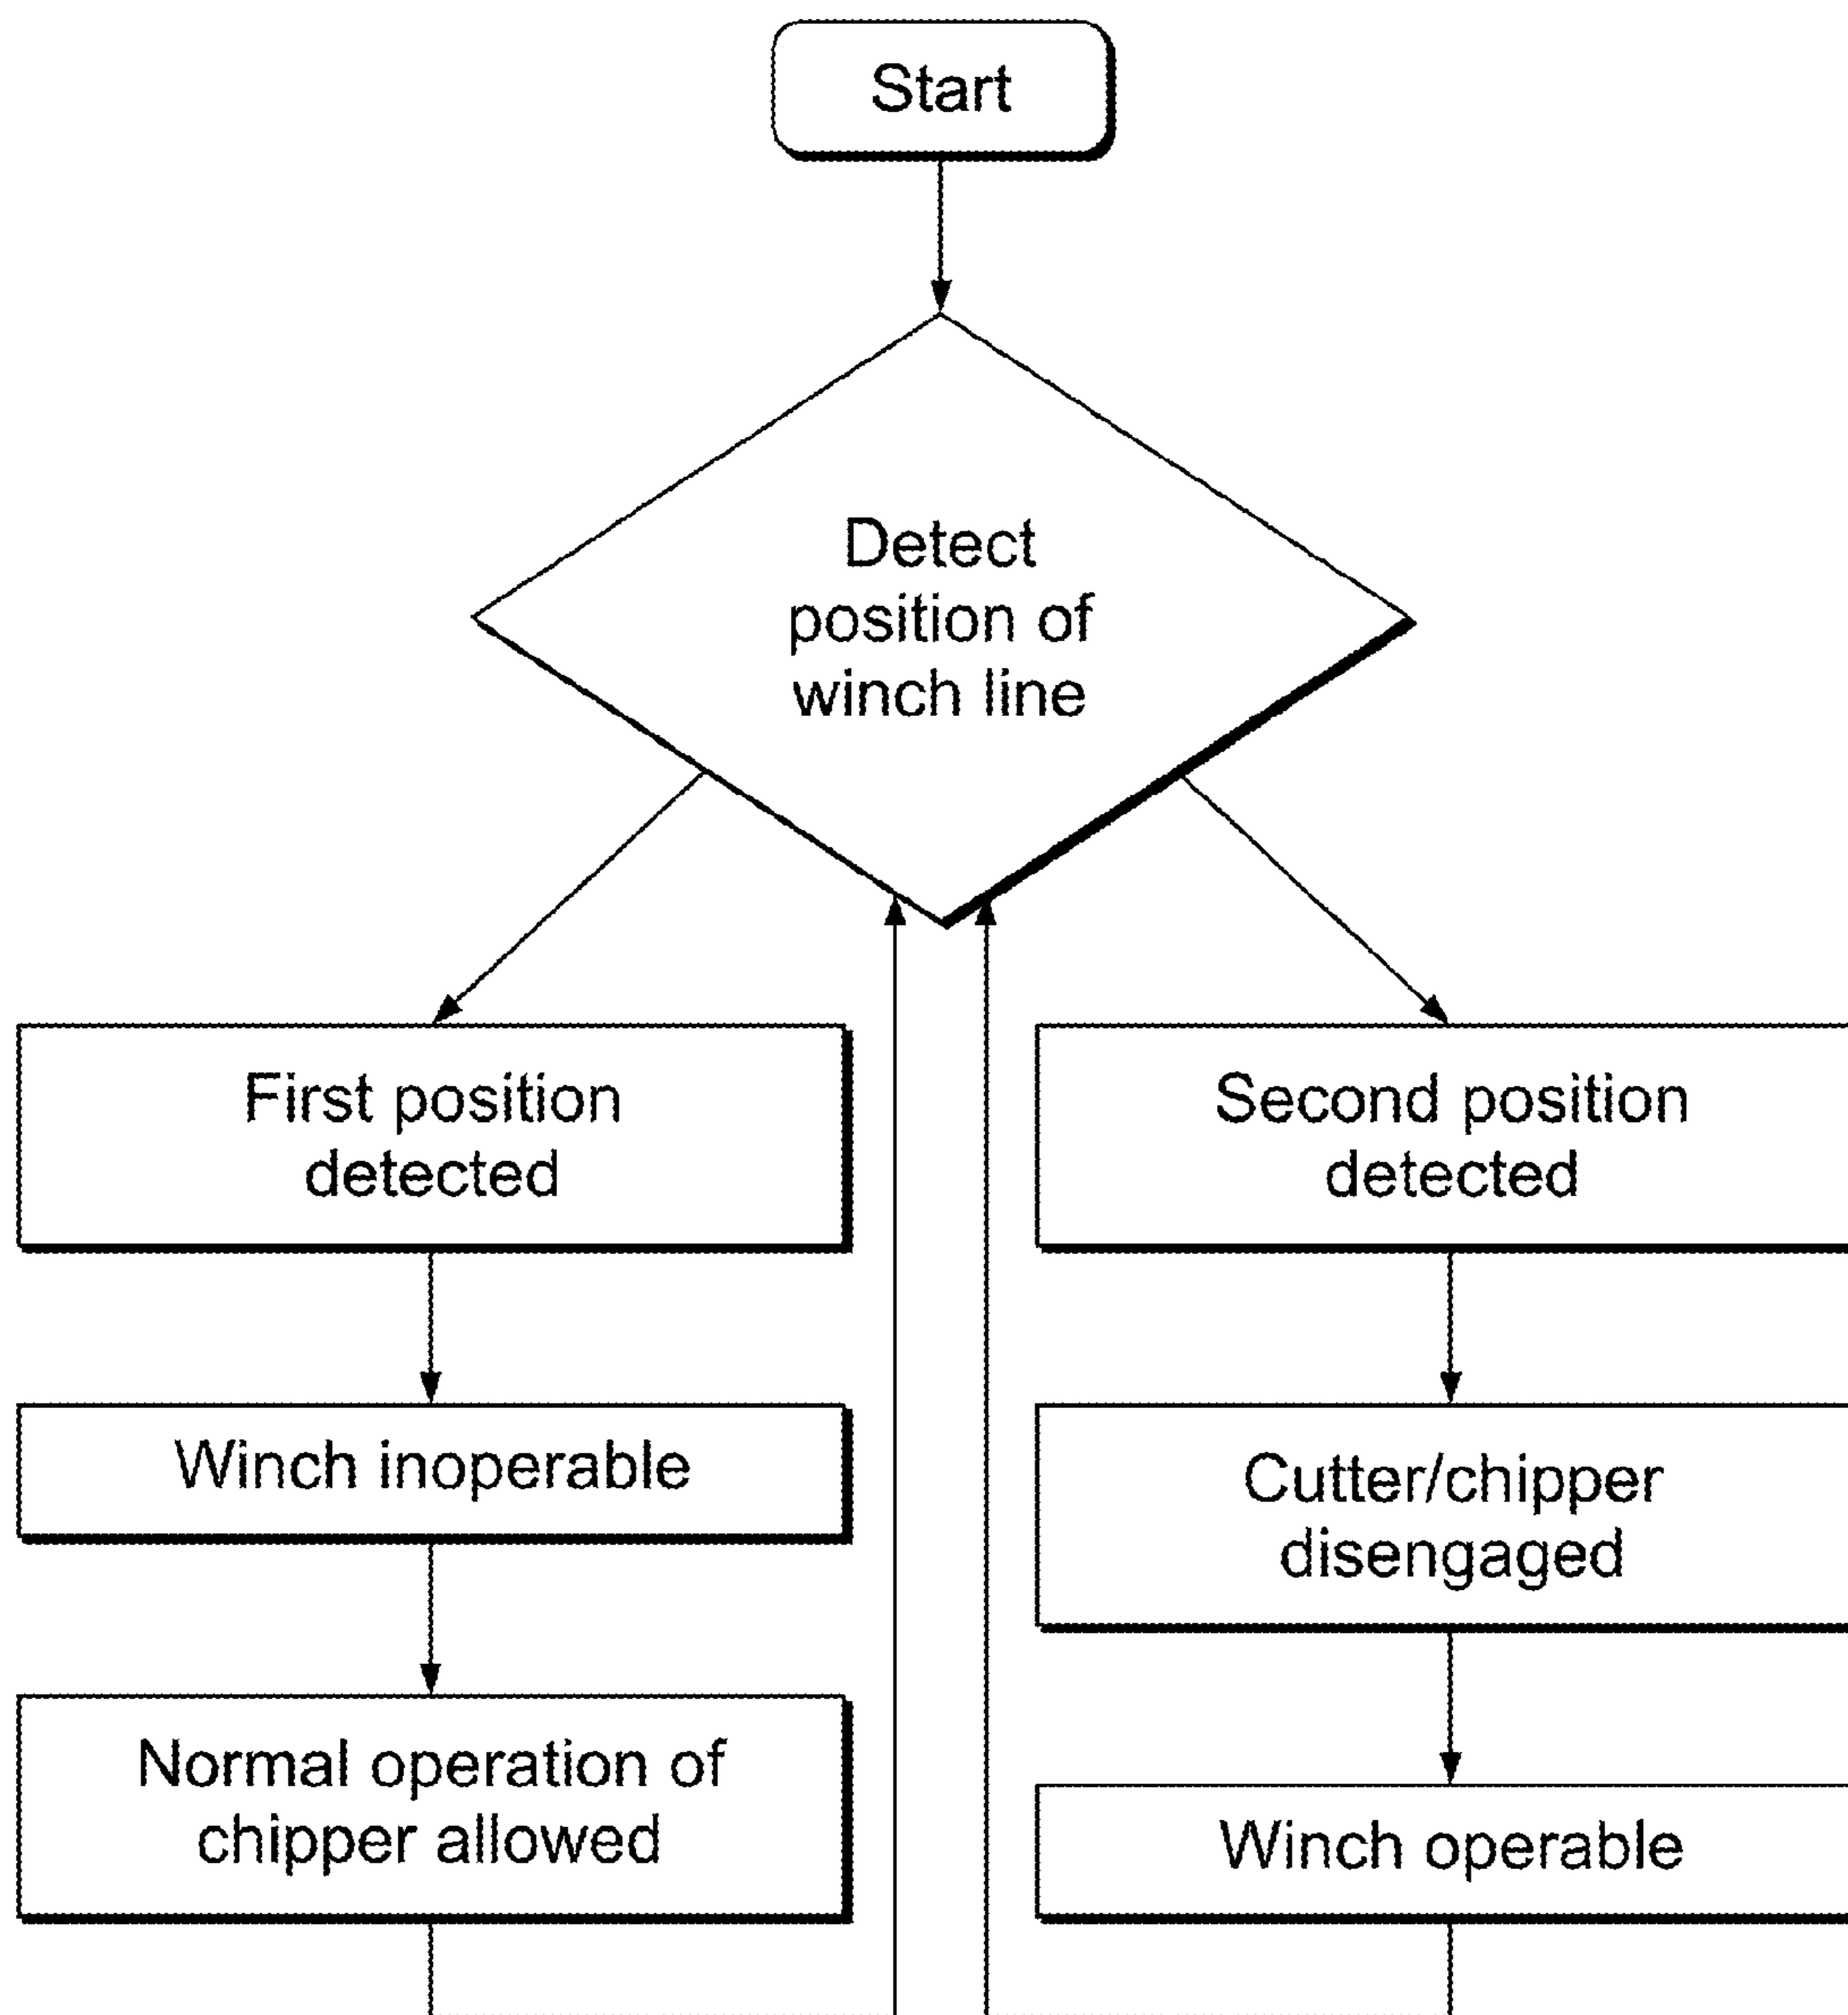 Start
Detect
position of
winch line
First position
detected
Second position
detected
Winch inoperable
Cutter/chipper
disengaged
Normal operation of
chipper allowed
Winch operable